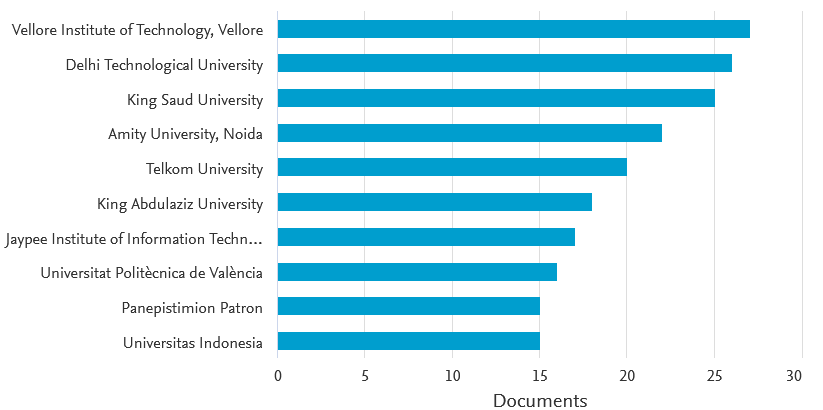 Vellore Institute of Technology, Vellore
Delhi Technological University
King Saud University
Amity University, Noida
Telkom University
King Abdulaziz University
Jaypee Institute of Information Techn...
Universitat Politècnica de València
Panepistimion Patron
Universitas Indonesia
0 5 10 15 20 25 30
Documents